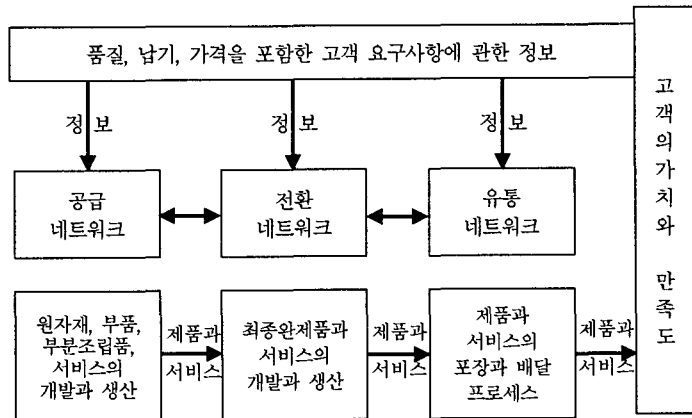 품질, 납기, 가격을 포함한 고객 요구사항에 관한 정보
정 보
정 보
정 보
공급
네트워크
전환
네트워크
유통
네트워크
고객의가치와 만족도
원자재, 부품,
부분조립품,
서비스의
개발과 생산
제품과
서비스
최종완제품과
서비스의
개발과 생산
제품과
서비스
제품과
서비스의
포장과 배달
프로세스
제품과
서비스